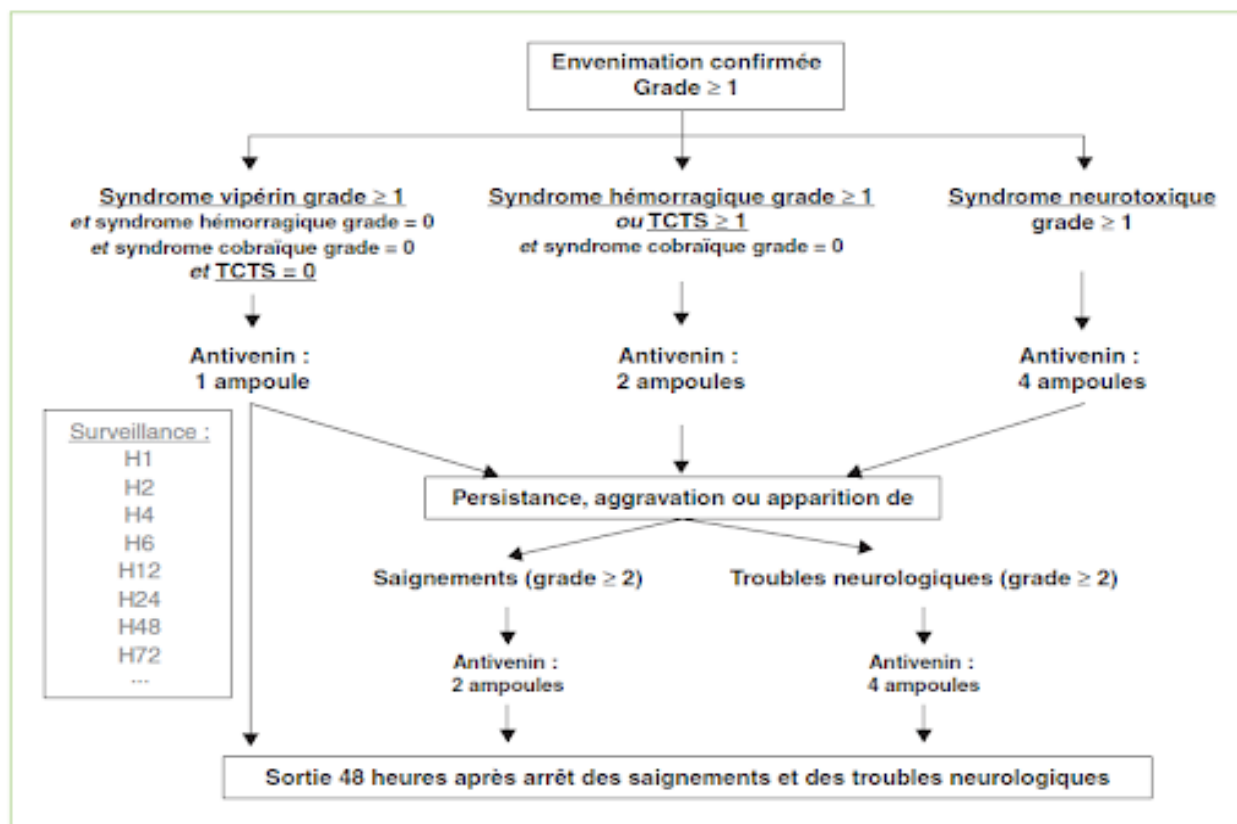 Envenimation confirmée
Grade ≥ 1
Syndrome vipérin grade ≥ 1
et syndrome hémorragique grade = 0
et syndrome cobraïque grade = 0
et TCTS = 0
Syndrome hémorragique grade ≥ 1
ou TCTS ≥ 1
et syndrome cobraïque grade = 0
Syndrome neurotoxique
grade ≥ 1
Antivenin :
1 ampoule
Antivenin :
2 ampoules
Antivenin :
4 ampoules
Surveillance :
H1
H2
H4
H6
H12
H24
H48
H72
...
Persistance, aggravation ou apparition de
Saignements (grade ≥ 2)
Troubles neurologiques (grade ≥ 2)
Antivenin :
2 ampoules
Antivenin :
4 ampoules
Sortie 48 heures après arrêt des saignements et des troubles neurologiques